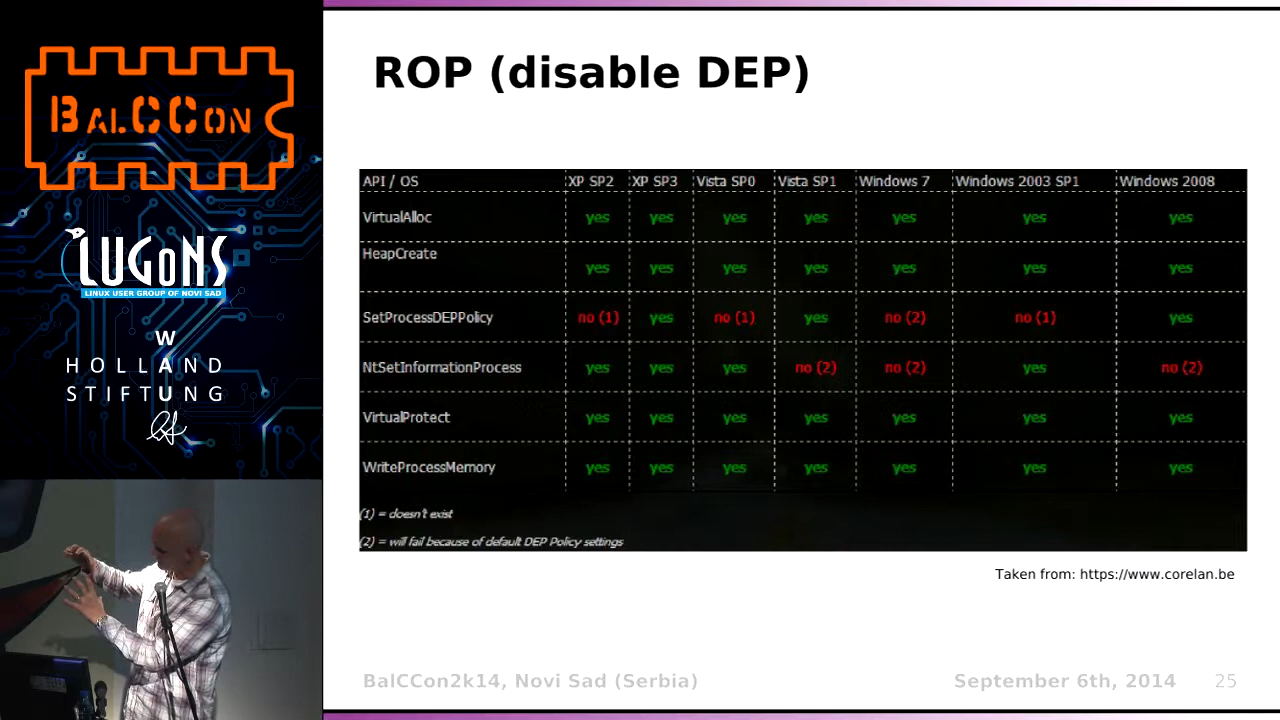 BALCCON
LUGONS
LINUX USER GROUP OF NOVI SAD
W
HOLLAND
STIFTUNG
ROP (disable DEP)
API / OS XP SP2 XP SP3 Vista SP0 Vista SP1 Windows 7 Windows 2003 SP1 Windows 2008
VirtualAlloc yes yes yes yes yes yes yes
HeapCreate yes yes yes yes yes yes yes
SetProcessDEPPolicy no (1) yes no (1) yes no (2) no (1) yes
NtSetInformationProcess yes yes yes no (2) no (2) yes no (2)
VirtualProtect yes yes yes yes yes yes yes
WriteProcessMemory yes yes yes yes yes yes yes
(1) = doesn't exist
(2) = will fail because of default DEP Policy settings
Taken from: https://www.corelan.be
BalCCon2k14, Novi Sad (Serbia) September 6th, 2014 25